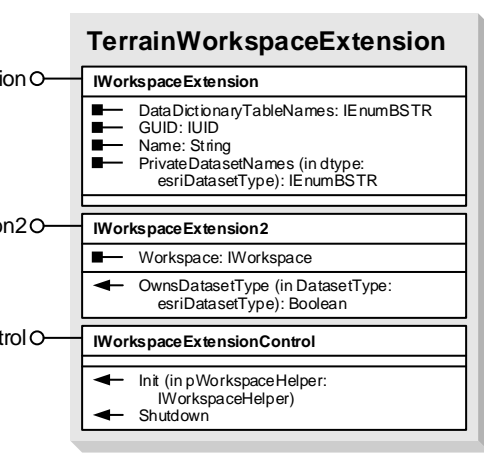 TerrainWorkspaceExtension
IWorkspaceExtension
DataDictionaryTableNames: IEnumBSTR
GUID: IUID
Name: String
PrivateDatasetNames (in dtype:
esriDatasetType): IEnumBSTR
IWorkspaceExtension2
Workspace: IWorkspace
OwnsDatasetType (in DatasetType:
esriDatasetType): Boolean
IWorkspaceExtensionControl
Init (in pWorkspaceHelper:
IWorkspaceHelper)
Shutdown